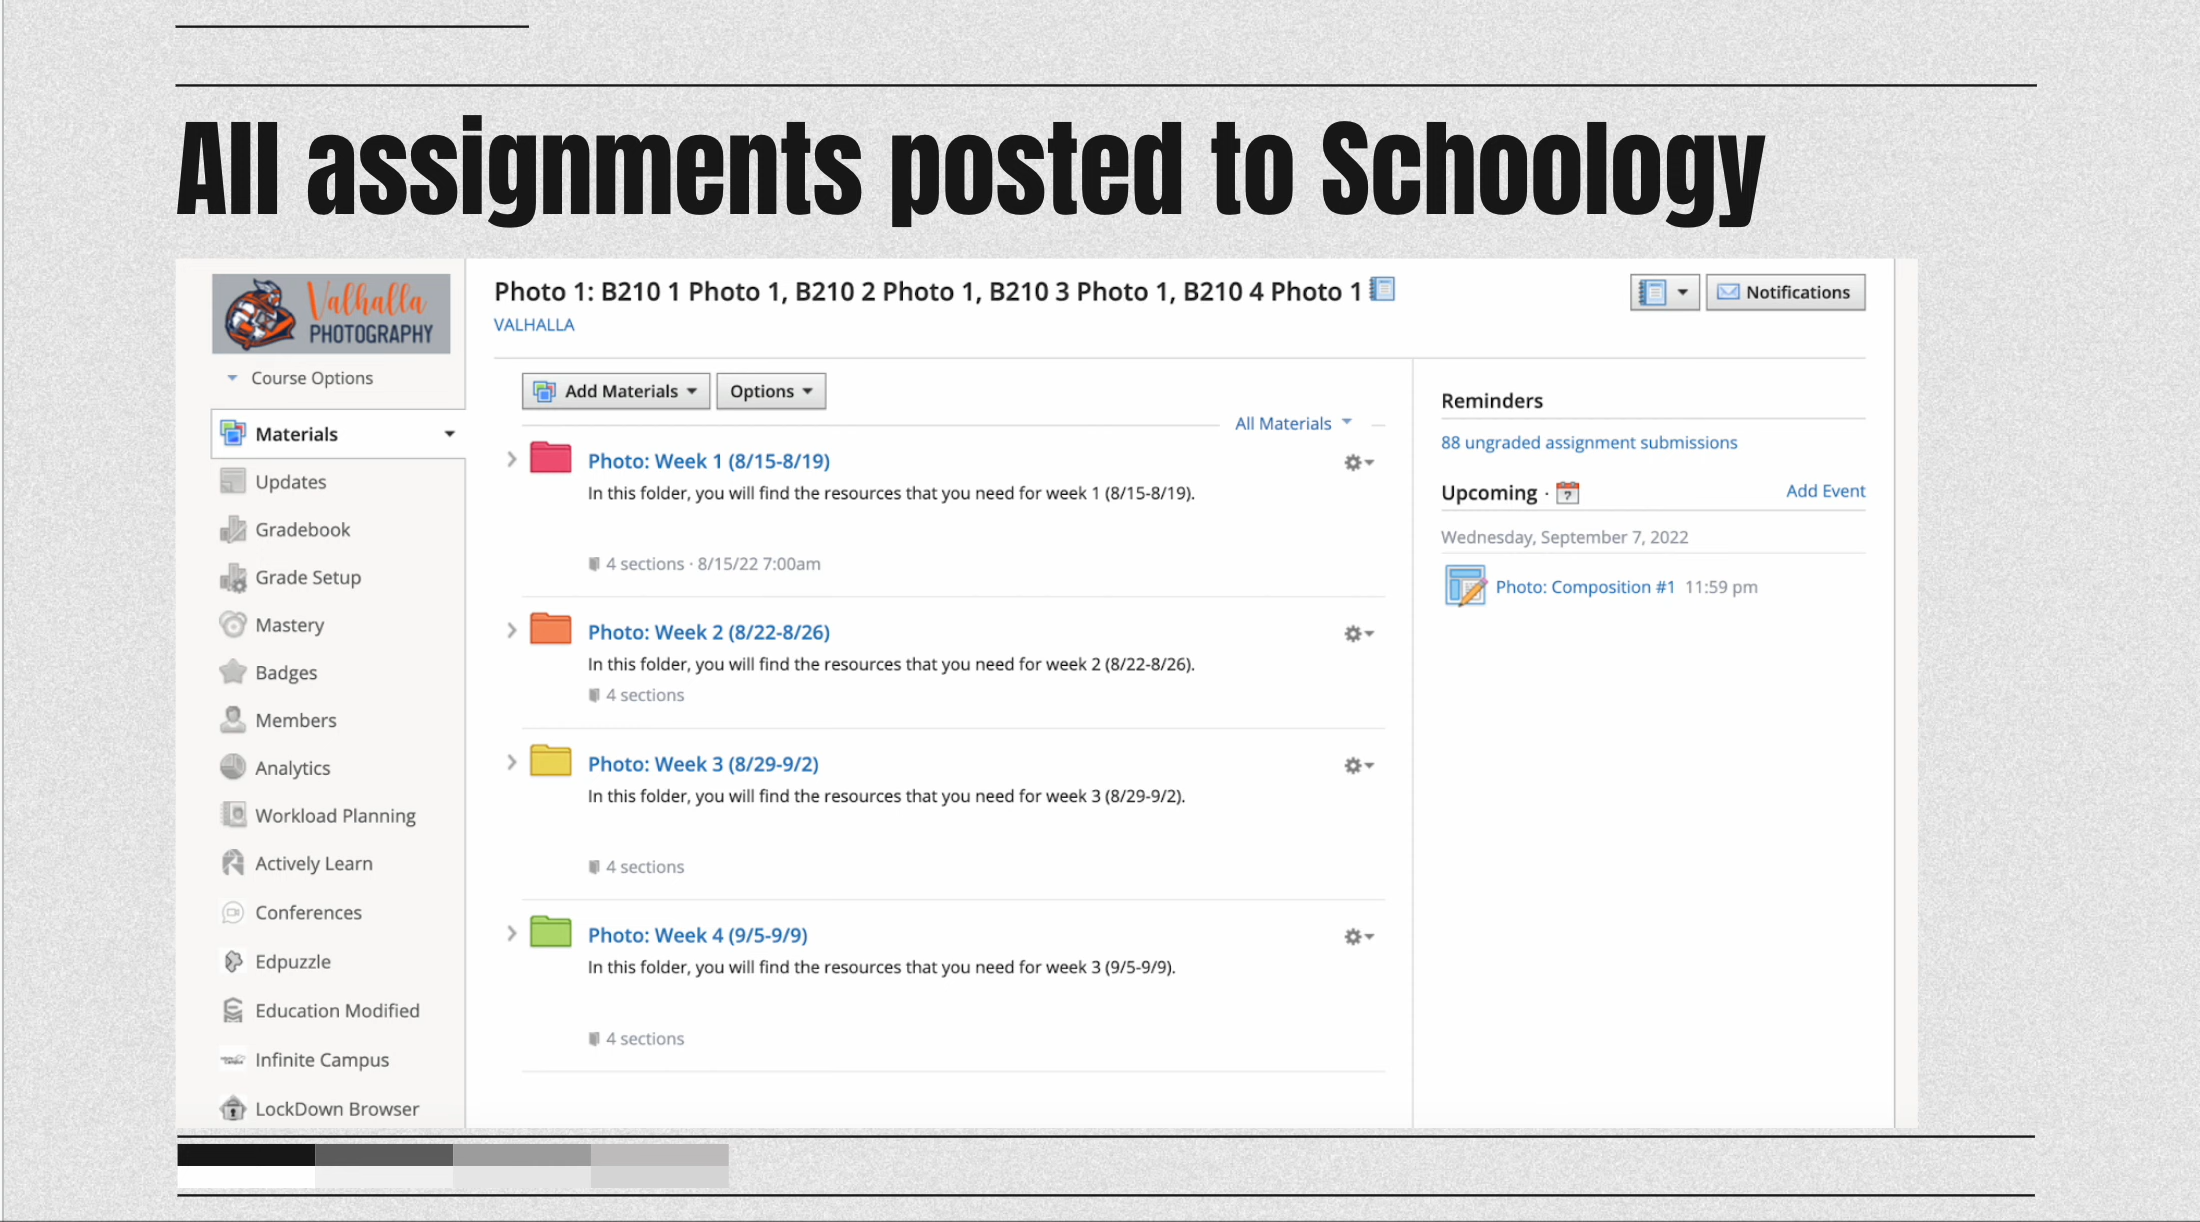 All assignments posted to Schoology
Valhalla
PHOTOGRAPHY
Course Options
Materials
Updates
Gradebook
Grade Setup
Mastery
Badges
Members
Analytics
Workload Planning
Actively Learn
Conferences
Edpuzzle
Education Modified
Infinite Campus
LockDown Browser
Photo 1: B210 1 Photo 1, B210 2 Photo 1, B210 3 Photo 1, B210 4 Photo 1
VALHALLA
Notifications
Add Materials
Options
All Materials
Photo: Week 1 (8/15-8/19)
In this folder, you will find the resources that you need for week 1 (8/15-8/19).
4 sections · 8/15/22 7:00am
Photo: Week 2 (8/22-8/26)
In this folder, you will find the resources that you need for week 2 (8/22-8/26).
4 sections
Photo: Week 3 (8/29-9/2)
In this folder, you will find the resources that you need for week 3 (8/29-9/2).
4 sections
Photo: Week 4 (9/5-9/9)
In this folder, you will find the resources that you need for week 3 (9/5-9/9).
4 sections
Reminders
88 ungraded assignment submissions
Upcoming ·
7
Add Event
Wednesday, September 7, 2022
Photo: Composition #1 11:59 pm